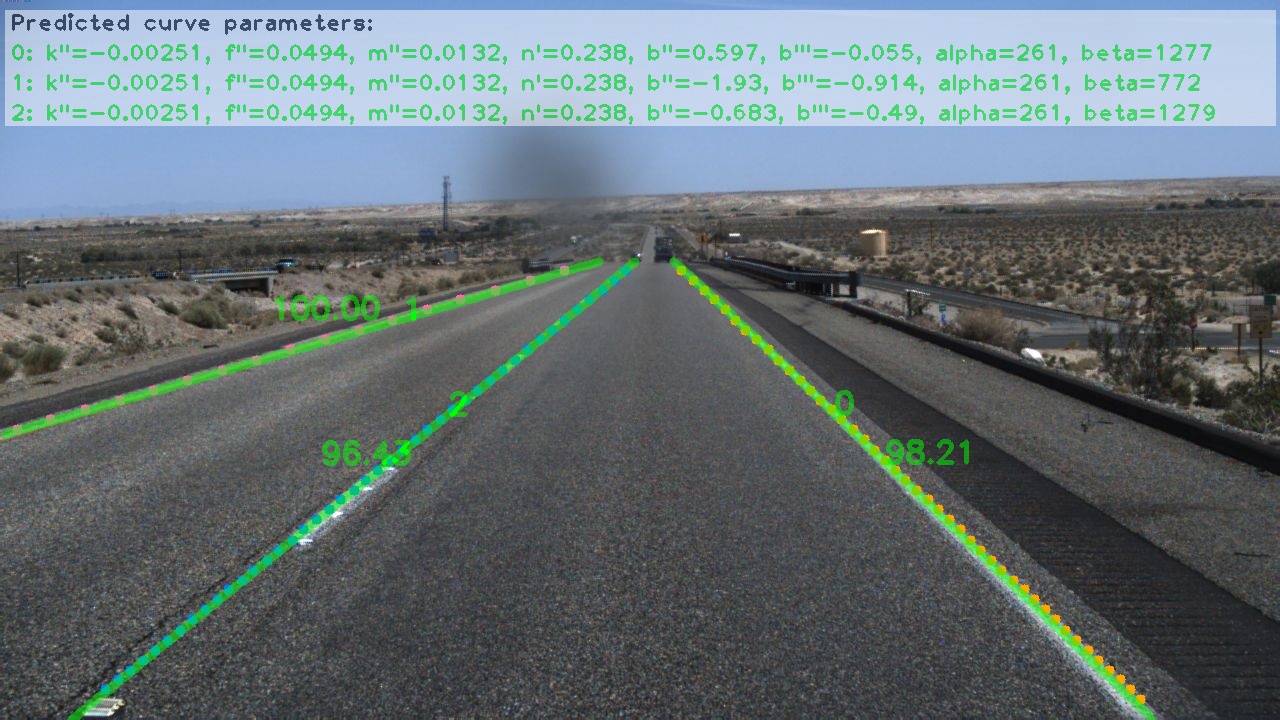 Predicted curve parameters:
0: k''=-0.00251, f''=0.0494, m''=0.0132, n'=0.238, b''=0.597, b'''=-0.055, alpha=261, beta=1277
1: k''=-0.00251, f''=0.0494, m''=0.0132, n'=0.238, b''=-1.93, b'''=-0.914, alpha=261, beta=772
2: k''=-0.00251, f''=0.0494, m''=0.0132, n'=0.238, b''=-0.683, b'''=-0.49, alpha=261, beta=1279
100.00 1
2 0
96.43 98.21